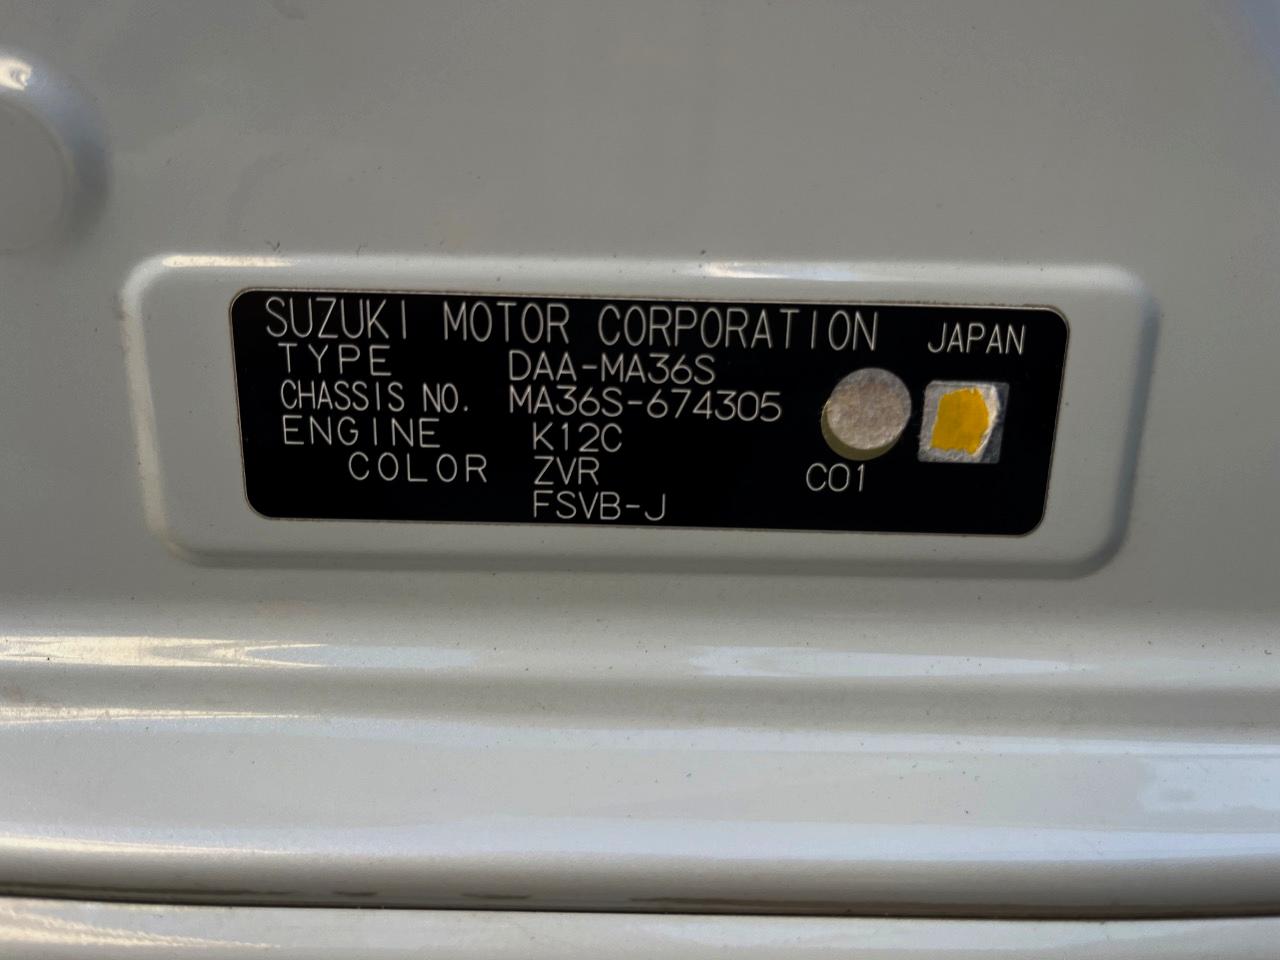 SUZUKI MOTOR CORPORATION JAPAN
TYPE DAA-MA36S
CHASSIS NO. MA36S-674305
ENGINE K12C
COLOR ZVR C01
FSVB-J